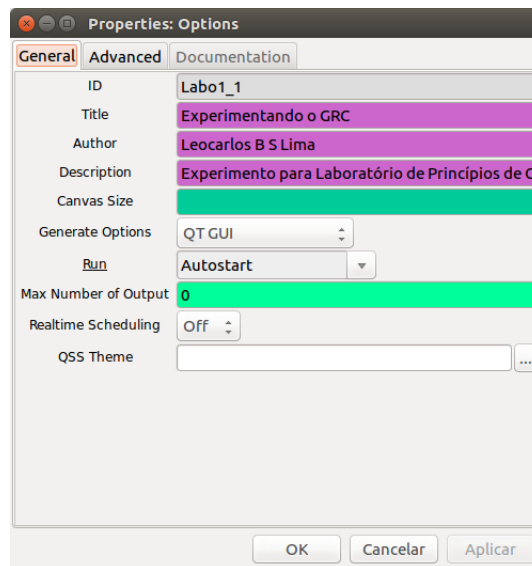 Properties: Options
General Advanced Documentation
ID Labo1_1
Title Experimentando o GRC
Author Leocarlos B S Lima
Description Experimento para Laboratório de Princípios de
Canvas Size
Generate Options QT GUI
Run Autostart
Max Number of Output 0
Realtime Scheduling Off
QSS Theme ...
OK Cancelar Aplicar